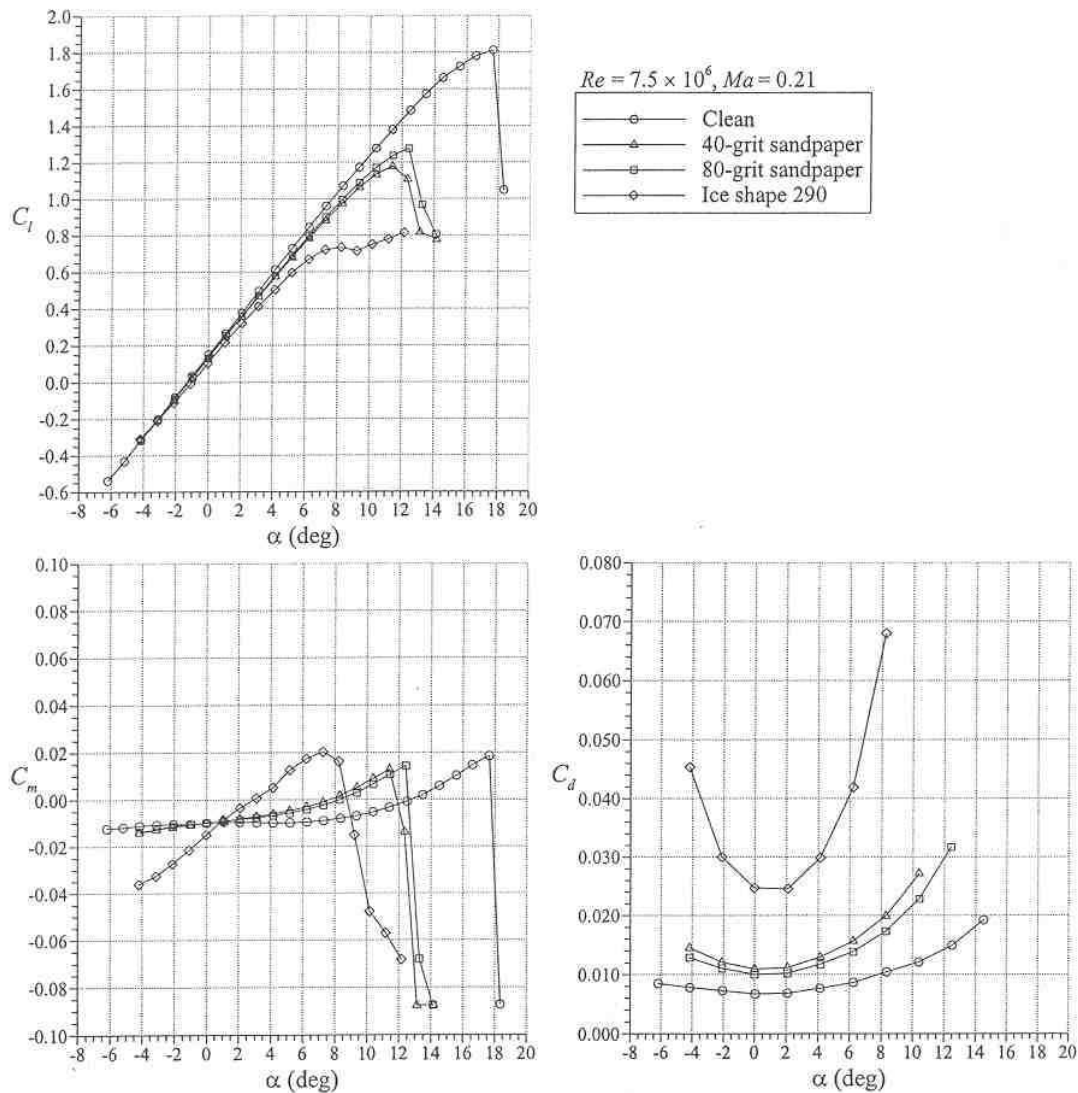 2.0
1.8
1.6
1.4
1.2
1.0
0.8
0.6
0.4
0.2
0.0
-0.2
-0.4
-0.6
C_l
-8 -6 -4 -2 0 2 4 6 8 10 12 14 16 18 20
α (deg)
Re = 7.5 × 10⁶, Ma = 0.21
Clean
40-grit sandpaper
80-grit sandpaper
Ice shape 290
0.10
0.08
0.06
0.04
0.02
0.00
-0.02
-0.04
-0.06
-0.08
-0.10
C_m
-8 -6 -4 -2 0 2 4 6 8 10 12 14 16 18 20
α (deg)
0.080
0.070
0.060
0.050
0.040
0.030
0.020
0.010
0.000
C_d
-8 -6 -4 -2 0 2 4 6 8 10 12 14 16 18 20
α (deg)